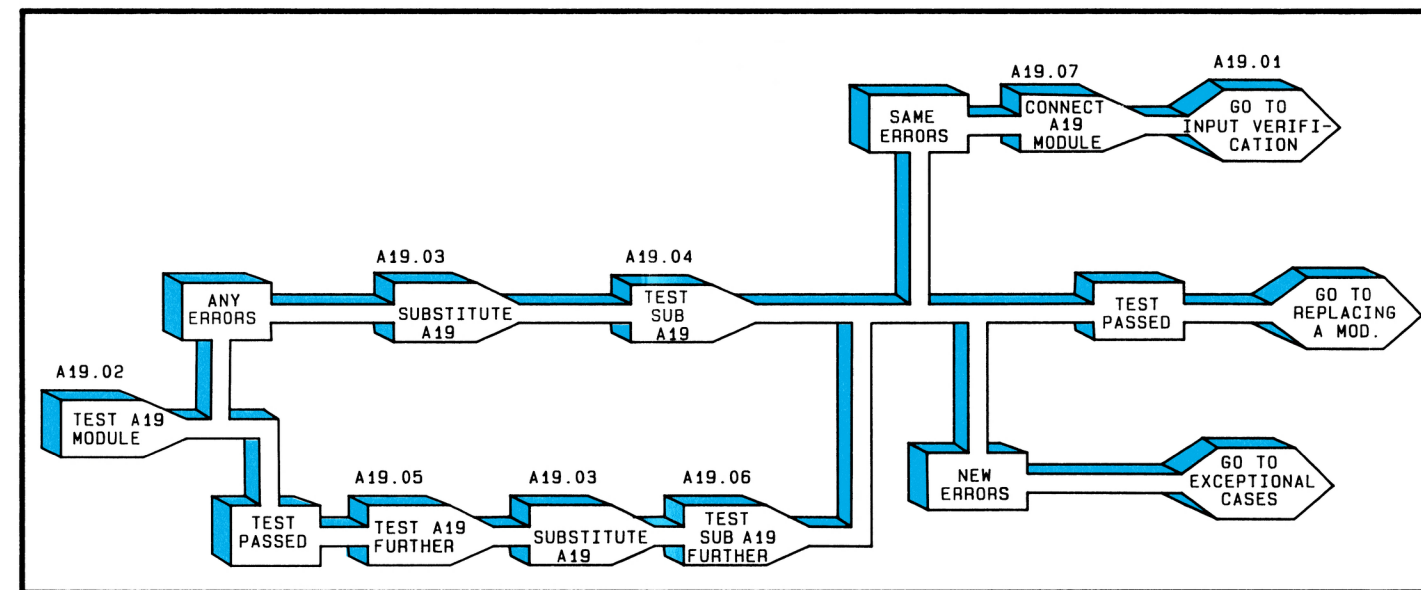 A19.07
A19.01
SAME
ERRORS
CONNECT
A19
MODULE
GO TO
INPUT VERIFI-
CATION
A19.03
A19.04
ANY
ERRORS
SUBSTITUTE
A19
TEST
SUB
A19
TEST
PASSED
GO TO
REPLACING
A MOD.
A19.02
TEST A19
MODULE
A19.05
A19.03
A19.06
TEST
PASSED
TEST A19
FURTHER
SUBSTITUTE
A19
TEST
SUB A19
FURTHER
NEW
ERRORS
GO TO
EXCEPTIONAL
CASES